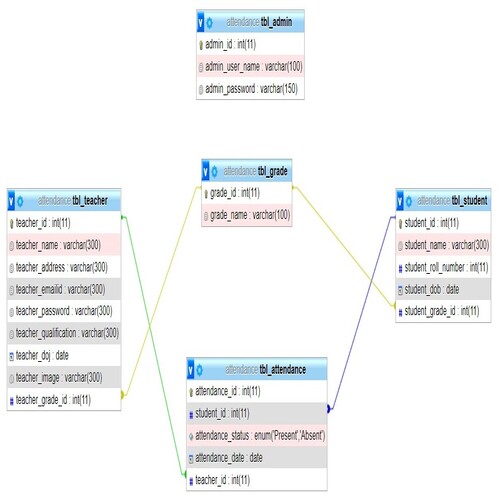 attendance tbl_admin
admin_id : int(11)
admin_user_name : varchar(100)
admin_password : varchar(150)
attendance tbl_grade
grade_id : int(11)
grade_name : varchar(100)
attendance tbl_teacher
teacher_id : int(11)
teacher_name : varchar(300)
teacher_address : varchar(300)
teacher_emailid : varchar(300)
teacher_password : varchar(300)
teacher_qualification : varchar(300)
teacher_doj : date
teacher_image : varchar(300)
teacher_grade_id : int(11)
attendance tbl_student
student_id : int(11)
student_name : varchar(300)
student_roll_number : int(11)
student_dob : date
student_grade_id : int(11)
attendance tbl_attendance
attendance_id : int(11)
student_id : int(11)
attendance_status : enum('Present','Absent')
attendance_date : date
teacher_id : int(11)